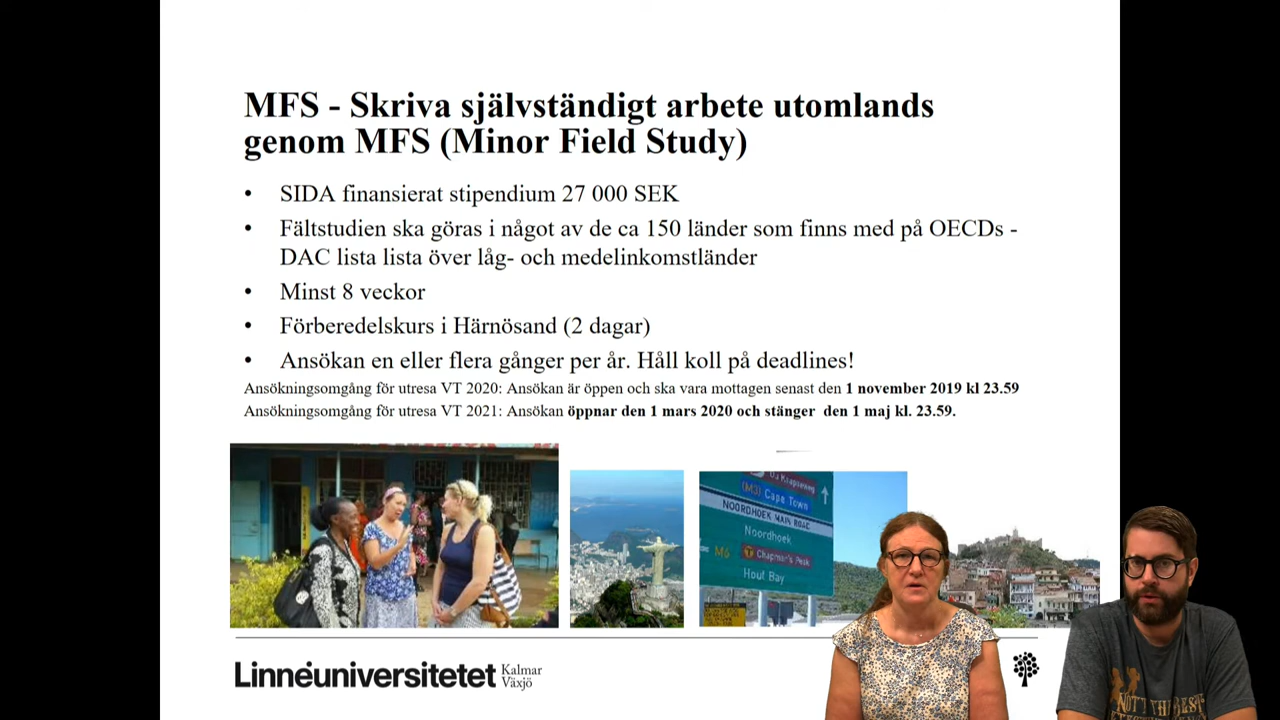 MFS - Skriva självständigt arbete utomlands
genom MFS (Minor Field Study)
• SIDA finansierat stipendium 27 000 SEK
• Fältstudien ska göras i något av de ca 150 länder som finns med på OECDs -
DAC lista lista över låg- och medelinkomstländer
• Minst 8 veckor
• Förberedelskurs i Härnösand (2 dagar)
• Ansökan en eller flera gånger per år. Håll koll på deadlines!
Ansökningsomgång för utresa VT 2020: Ansökan är öppen och ska vara mottagen senast den 1 november 2019 kl 23.59
Ansökningsomgång för utresa VT 2021: Ansökan öppnar den 1 mars 2020 och stänger den 1 maj kl. 23.59.
(M3) Cape Town
NOORDHOEK MAIN ROAD
Noordhoek
M6 T Chapman's Peak
Hout Bay
Linnéuniversitetet
Kalmar
Växjö
NOT THE BEST